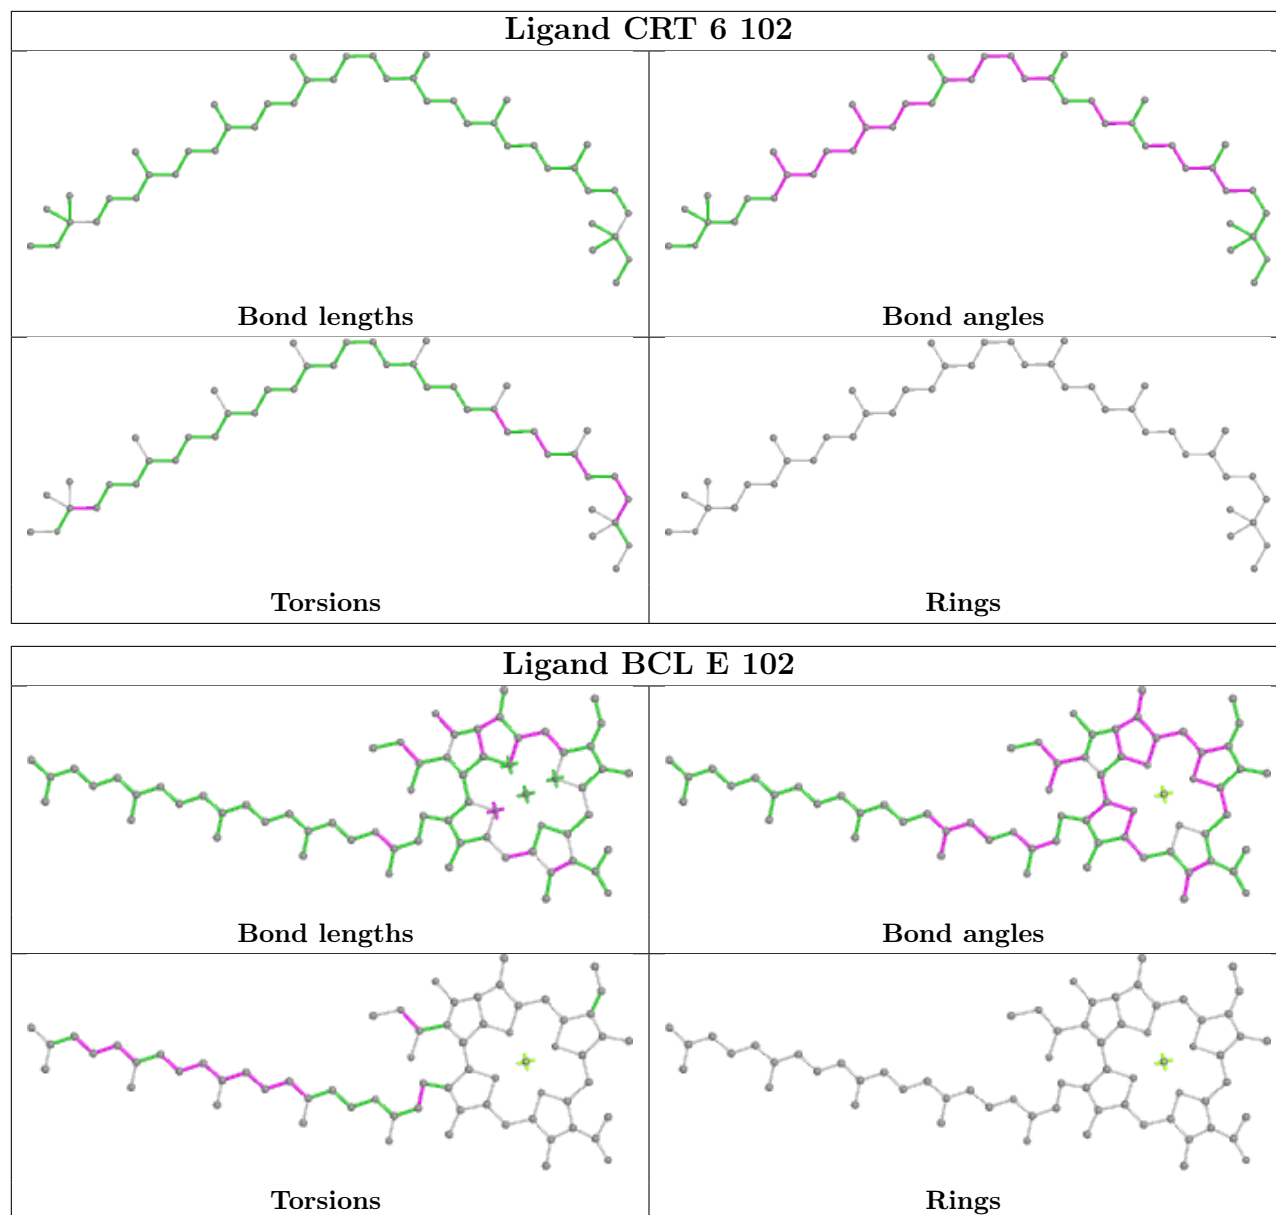 Ligand CRT 6 102
Bond lengths
Bond angles
Torsions
Rings
Ligand BCL E 102
Bond lengths
Bond angles
Torsions
Rings